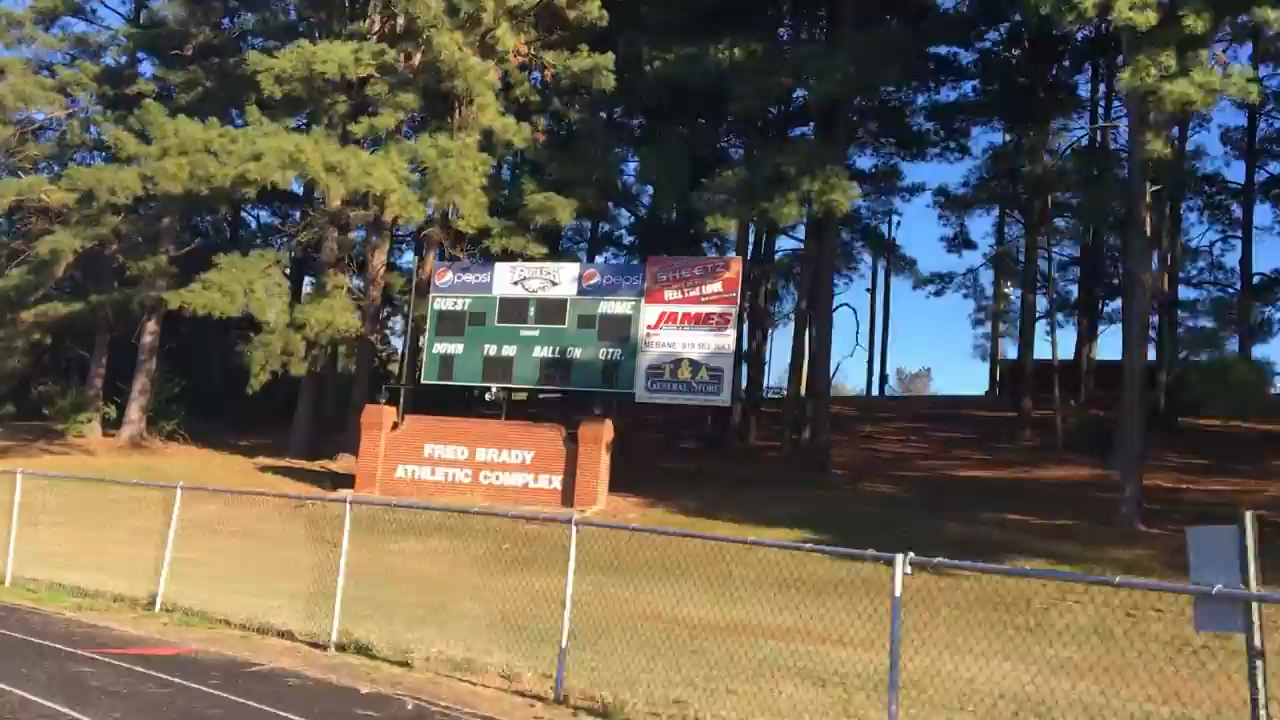 pepsi
EAGLES
pepsi
SHEETZ
FEEL THE LOVE
GUEST
HOME
JAMES
MEBANE
DOWN TO GO BALL ON QTR.
T & A
GENERAL STORE
FRED BRADY
ATHLETIC COMPLEX